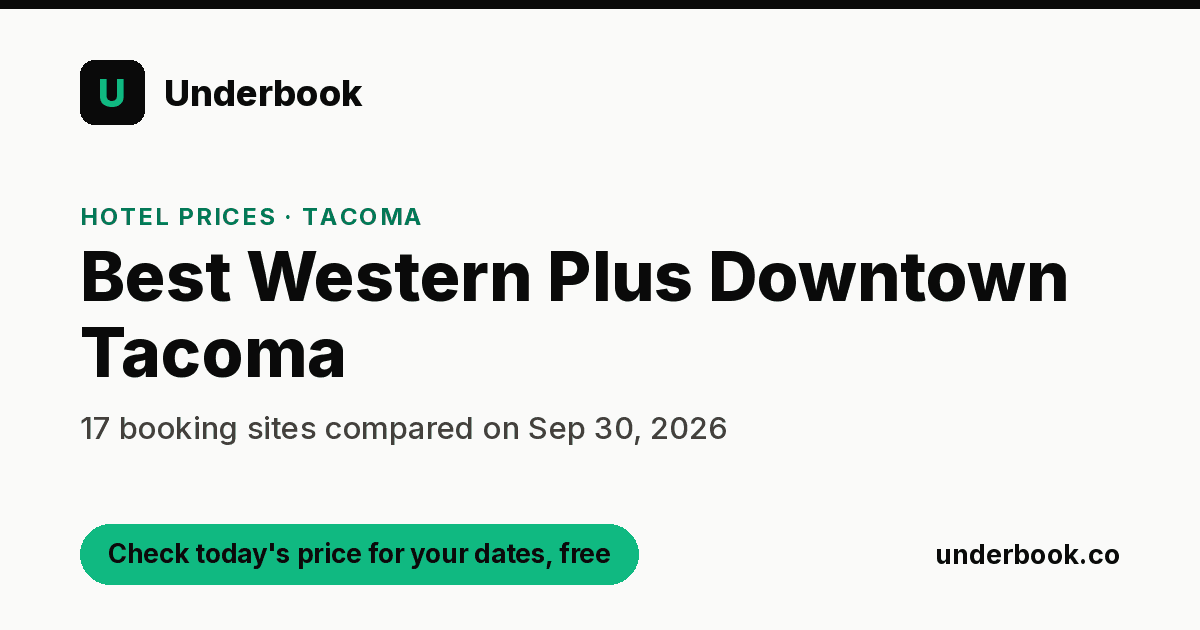 U Underbook
HOTEL PRICES · TACOMA
Best Western Plus Downtown
Tacoma
17 booking sites compared on Sep 30, 2026
Check today's price for your dates, free
underbook.co